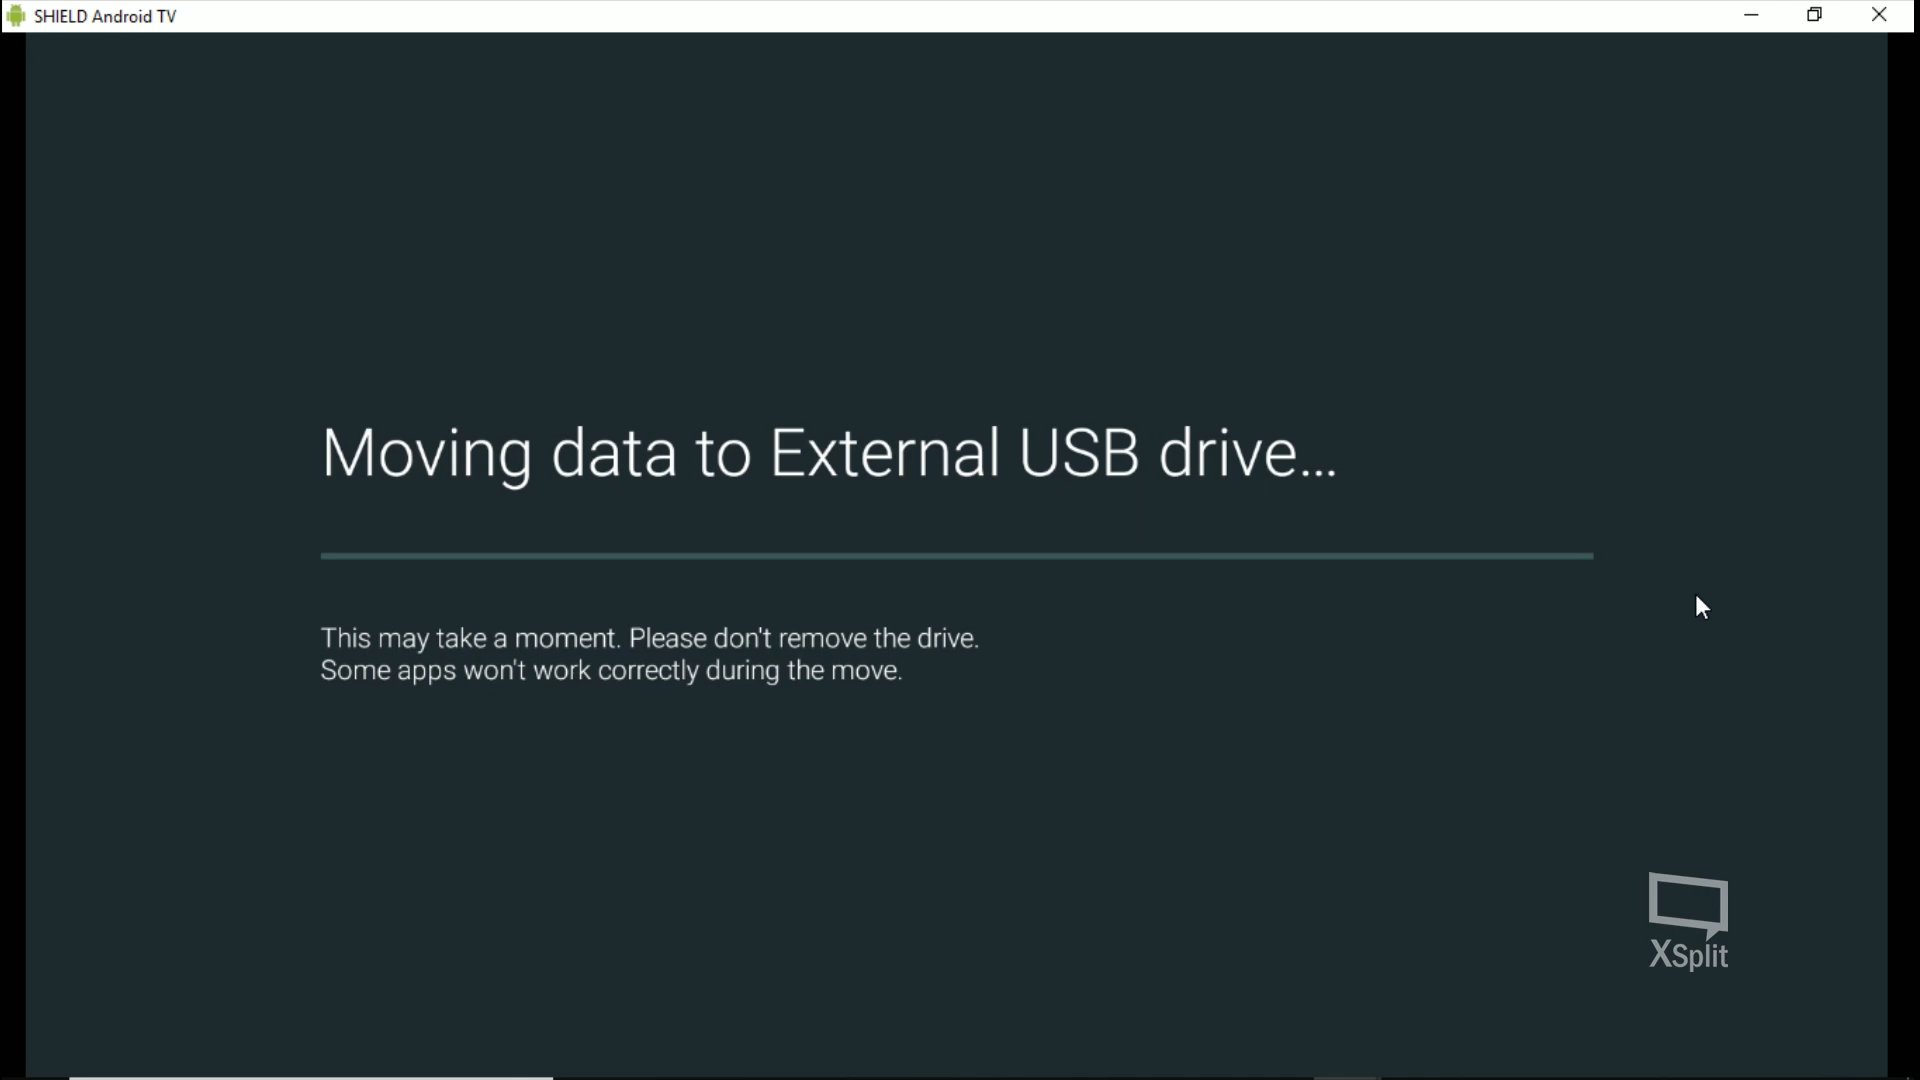 SHIELD Android TV
Moving data to External USB drive...
This may take a moment. Please don't remove the drive.
Some apps won't work correctly during the move.
XSplit